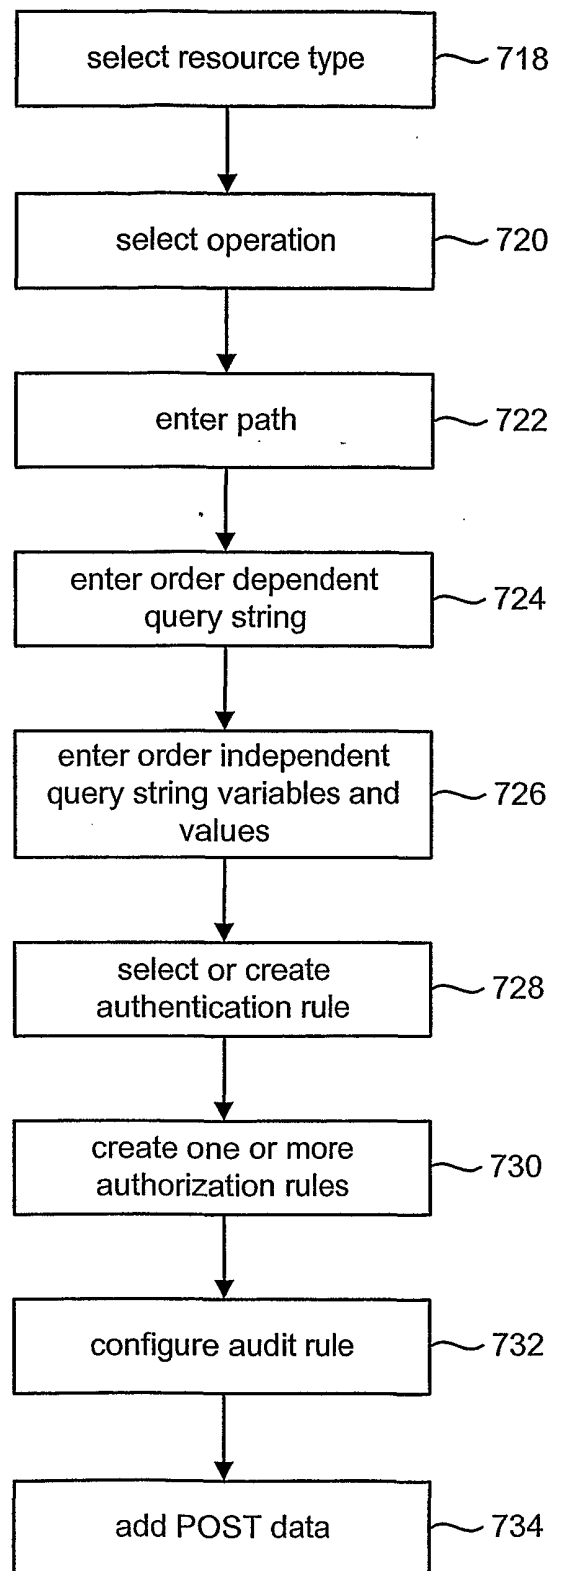 select resource type 718
select operation 720
enter path 722
enter order dependent
query string 724
enter order independent
query string variables and
values 726
select or create
authentication rule 728
create one or more
authorization rules 730
configure audit rule 732
add POST data 734